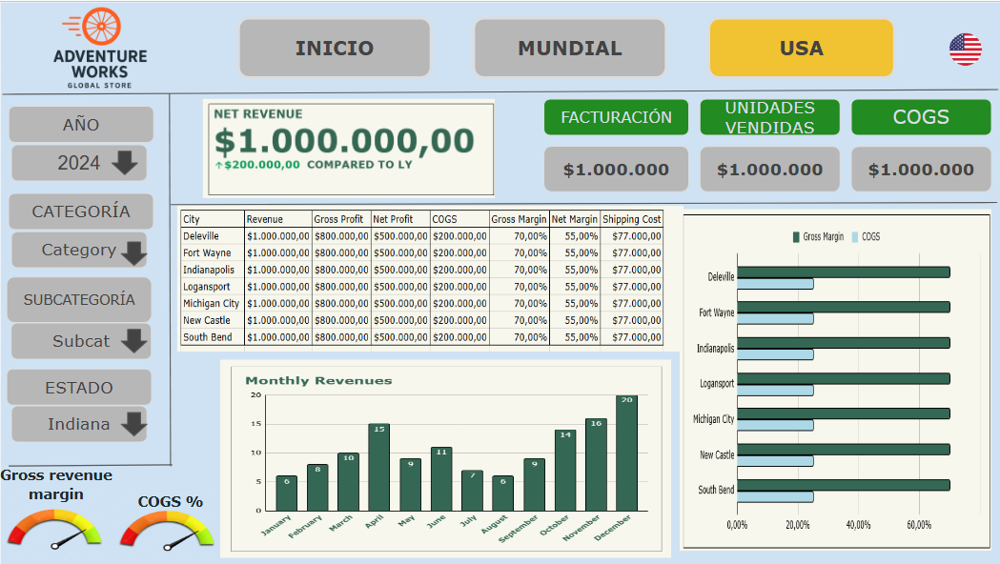 ADVENTURE
WORKS
GLOBAL STORE
INICIO
MUNDIAL
USA
AÑO
2024
CATEGORÍA
Category
SUBCATEGORÍA
Subcat
ESTADO
Indiana
Gross revenue
margin
COGS %
NET REVENUE
$1.000.000,00
↑$200.000,00 COMPARED TO LY
FACTURACIÓN
UNIDADES
VENDIDAS
COGS
$1.000.000
$1.000.000
$1.000.000
City Revenue Gross Profit Net Profit COGS Gross Margin Net Margin Shipping Cost
Deleville $1.000.000,00 $800.000,00 $500.000,00 $200.000,00 70,00% 55,00% $77.000,00
Fort Wayne $1.000.000,00 $800.000,00 $500.000,00 $200.000,00 70,00% 55,00% $77.000,00
Indianapolis $1.000.000,00 $800.000,00 $500.000,00 $200.000,00 70,00% 55,00% $77.000,00
Logansport $1.000.000,00 $800.000,00 $500.000,00 $200.000,00 70,00% 55,00% $77.000,00
Michigan City $1.000.000,00 $800.000,00 $500.000,00 $200.000,00 70,00% 55,00% $77.000,00
New Castle $1.000.000,00 $800.000,00 $500.000,00 $200.000,00 70,00% 55,00% $77.000,00
South Bend $1.000.000,00 $800.000,00 $500.000,00 $200.000,00 70,00% 55,00% $77.000,00
Monthly Revenues
20
15
10
5
0
6 8 10 15 9 11 7 6 9 14 16 20
January February March April May June July August September October November December
Gross Margin COGS
Deleville
Fort Wayne
Indianapolis
Logansport
Michigan City
New Castle
South Bend
0,00% 20,00% 40,00% 60,00%